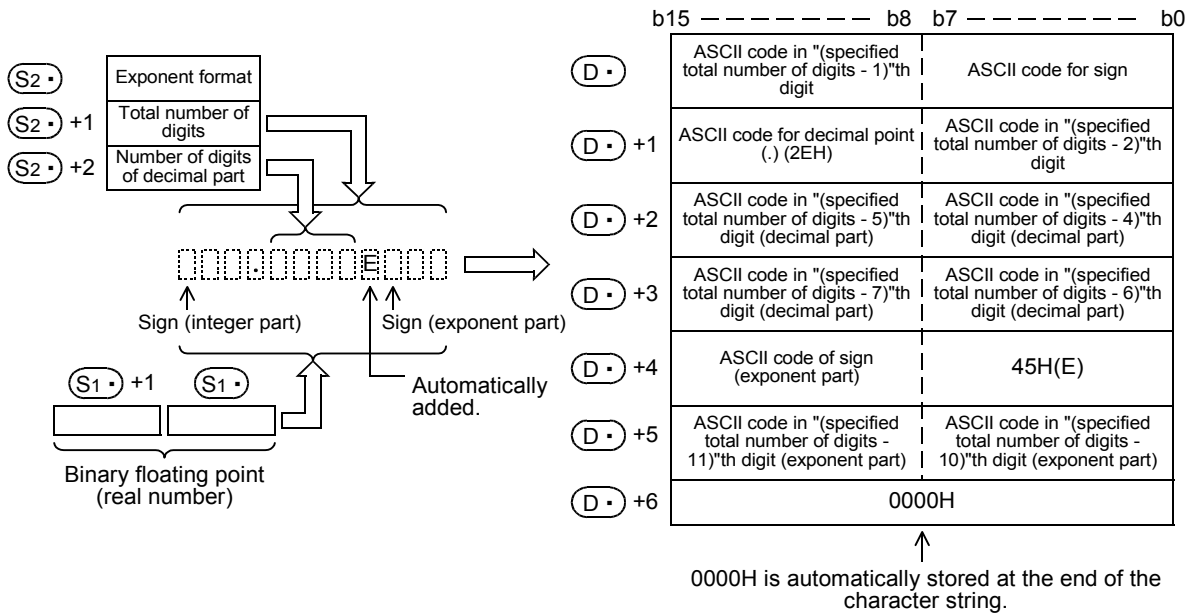 S2·
Exponent format
S2· +1
Total number of
digits
S2· +2
Number of digits
of decimal part
.
E
Sign (integer part)
Sign (exponent part)
Automatically
added.
S1· +1
S1·
Binary floating point
(real number)
b15
b8
b7
b0
D·
ASCII code in "(specified
total number of digits - 1)"th
digit
ASCII code for sign
D· +1
ASCII code for decimal point
(.) (2EH)
ASCII code in "(specified
total number of digits - 2)"th
digit
D· +2
ASCII code in "(specified
total number of digits - 5)"th
digit (decimal part)
ASCII code in "(specified
total number of digits - 4)"th
digit (decimal part)
D· +3
ASCII code in "(specified
total number of digits - 7)"th
digit (decimal part)
ASCII code in "(specified
total number of digits - 6)"th
digit (decimal part)
D· +4
ASCII code of sign
(exponent part)
45H(E)
D· +5
ASCII code in "(specified
total number of digits -
11)"th digit (exponent part)
ASCII code in "(specified
total number of digits -
10)"th digit (exponent part)
D· +6
0000H
0000H is automatically stored at the end of the
character string.